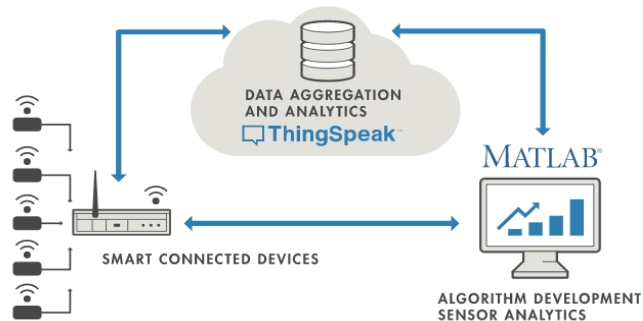 DATA AGGREGATION
AND ANALYTICS
ThingSpeak™
MATLAB®
SMART CONNECTED DEVICES
ALGORITHM DEVELOPMENT
SENSOR ANALYTICS